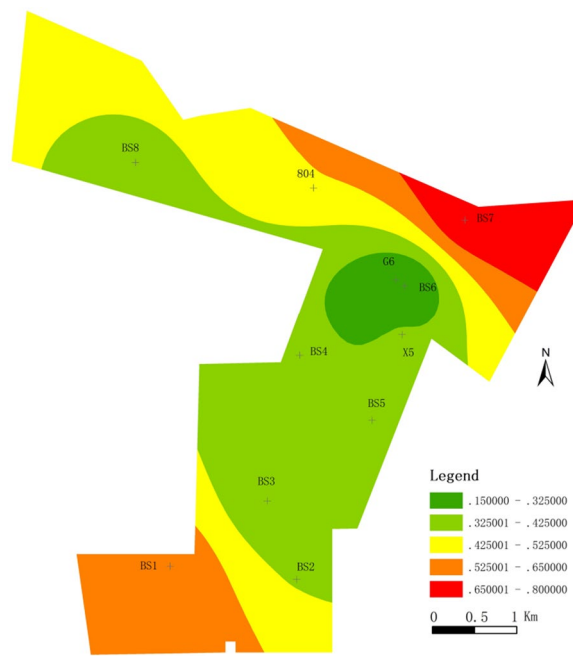 BS8
804
BS7
G6
BS6
BS4
X5
N
BS5
BS3
BS1
BS2
Legend
.150000 - .325000
.325001 - .425000
.425001 - .525000
.525001 - .650000
.650001 - .800000
0 0.5 1 Km